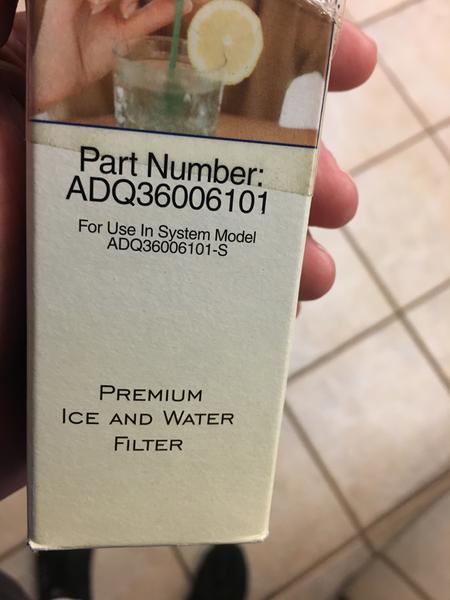 Part Number:
ADQ36006101
For Use In System Model
ADQ36006101-S
PREMIUM
ICE AND WATER
FILTER